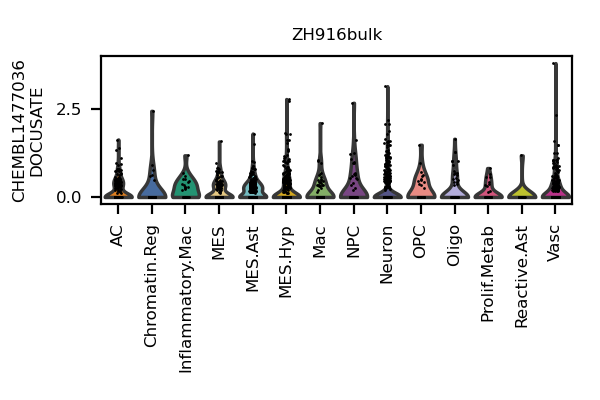 ZH916bulk
CHEMBL1477036
DOCUSATE
2.5
0.0
AC
Chromatin.Reg
Inflammatory.Mac
MES
MES.Ast
MES.Hyp
Mac
NPC
Neuron
OPC
Oligo
Prolif.Metab
Reactive.Ast
Vasc